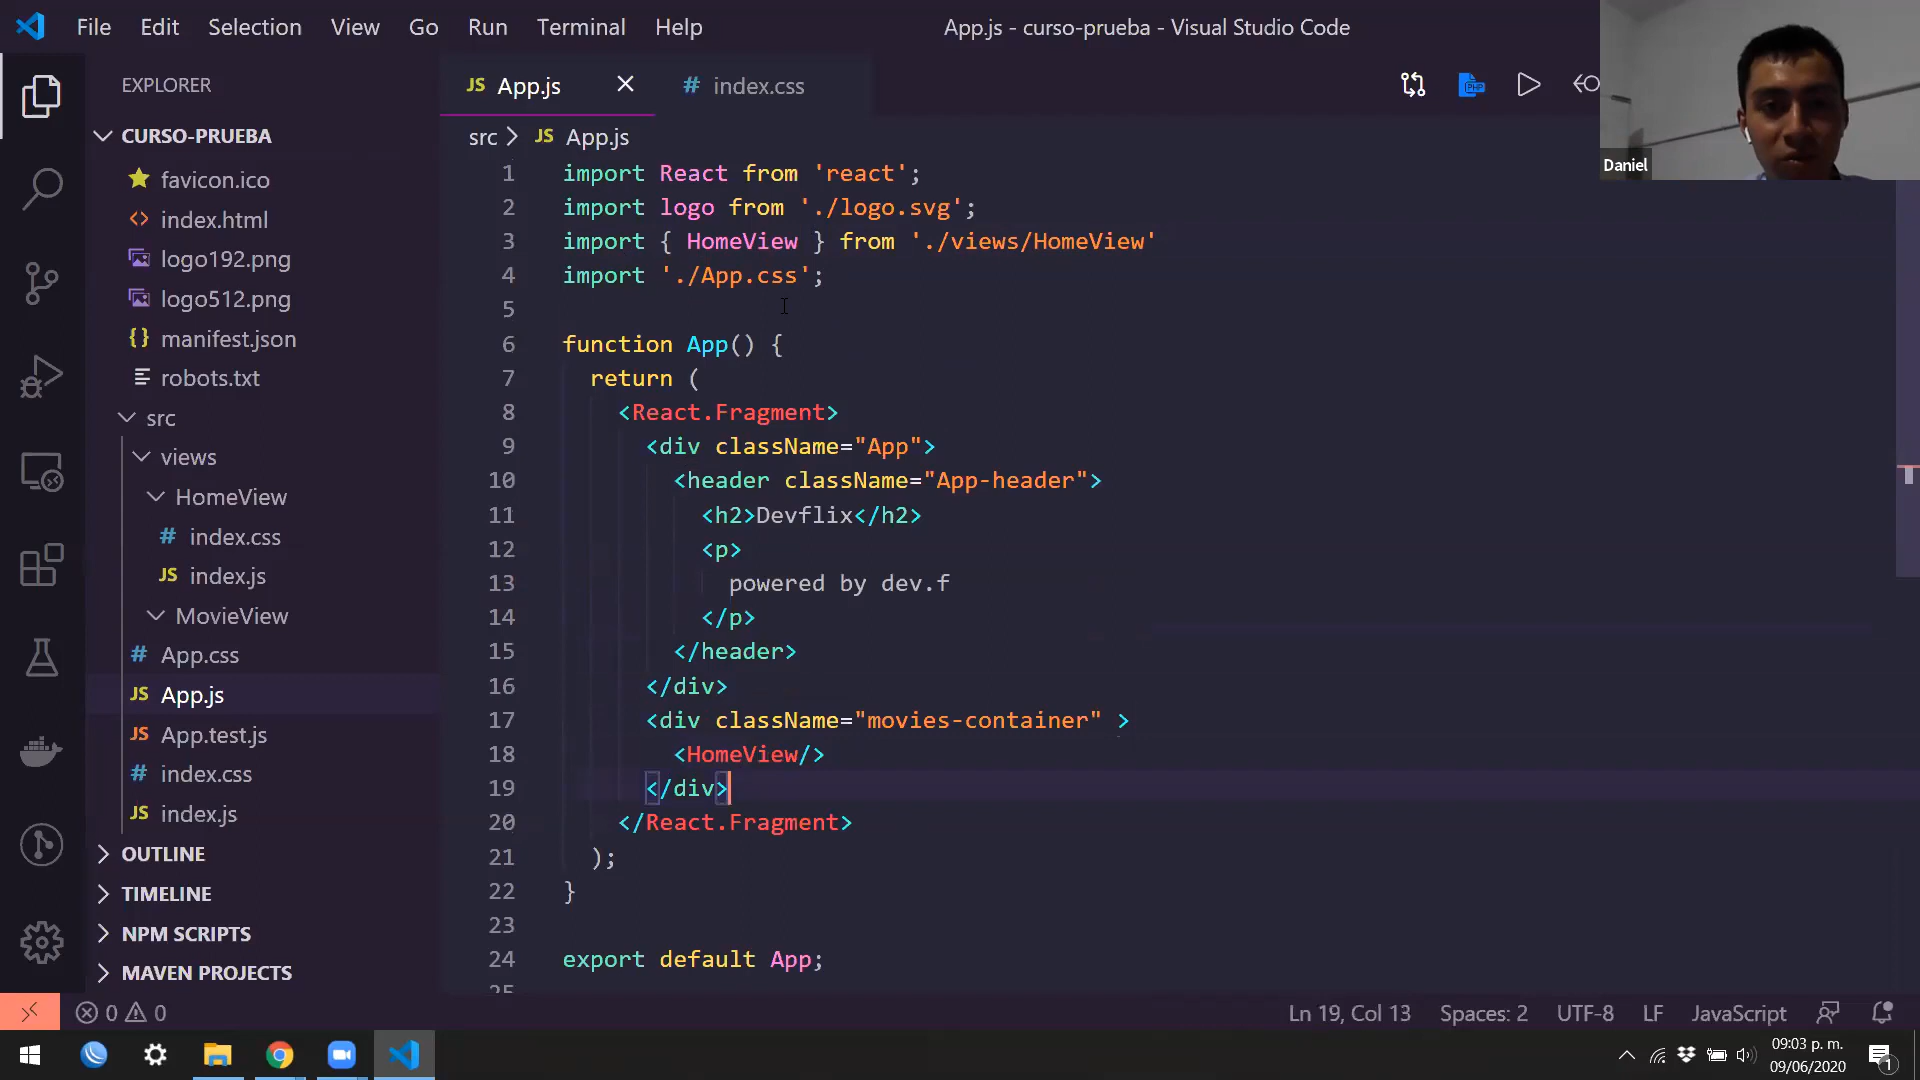 File Edit Selection View Go Run Terminal Help
App.js - curso-prueba - Visual Studio Code
Daniel
EXPLORER
CURSO-PRUEBA
favicon.ico
<> index.html
logo192.png
logo512.png
{} manifest.json
robots.txt
src
views
HomeView
# index.css
JS index.js
MovieView
# App.css
JS App.js
JS App.test.js
# index.css
JS index.js
OUTLINE
TIMELINE
NPM SCRIPTS
MAVEN PROJECTS
JS App.js
# index.css
PHP
src > JS App.js
1 import React from 'react';
2 import logo from './logo.svg';
3 import { HomeView } from './views/HomeView'
4 import './App.css';
5
6 function App() {
7 return (
8 <React.Fragment>
9 <div className="App">
10 <header className="App-header">
11 <h2>Devflix</h2>
12 <p>
13 powered by dev.f
14 </p>
15 </header>
16 </div>
17 <div className="movies-container" >
18 <HomeView/>
19 </div>
20 </React.Fragment>
21 );
22 }
23
24 export default App;
25
0 0
Ln 19, Col 13 Spaces: 2 UTF-8 LF JavaScript
09:03 p. m.
09/06/2020
1